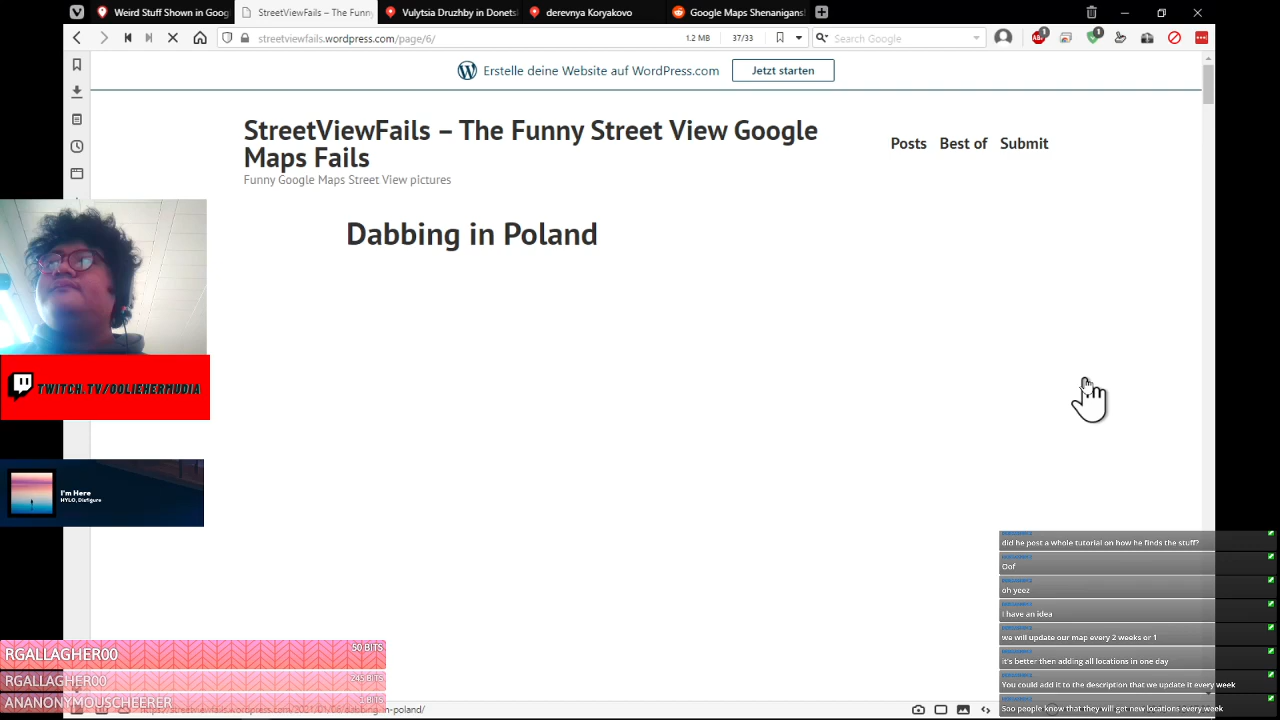 Weird Stuff Shown in Goog
StreetViewFails – The Funny
Vulytsia Druzhby in Donets
derevnya Koryakovo
Google Maps Shenanigans
streetviewfails.wordpress.com/page/6/
1.2 MB
37/33
Search Google
Erstelle deine Website auf WordPress.com
Jetzt starten
StreetViewFails – The Funny Street View Google
Maps Fails
Funny Google Maps Street View pictures
Posts
Best of
Submit
Dabbing in Poland
TWITCH.TV/OOLIEHERMUDIA
I'm Here
HYLO, Disfigure
did he post a whole tutorial on how he finds the stuff?
Oof
oh yeez
I have an idea
we will update our map every 2 weeks or 1
it's better then adding all locations in one day
You could add it to the description that we update it every week
Soo people know that they will get new locations every week
RGALLAGHER00
50 BITS
RGALLAGHER00
245 BITS
ANANONYMOUSCHEERER
1 BITS